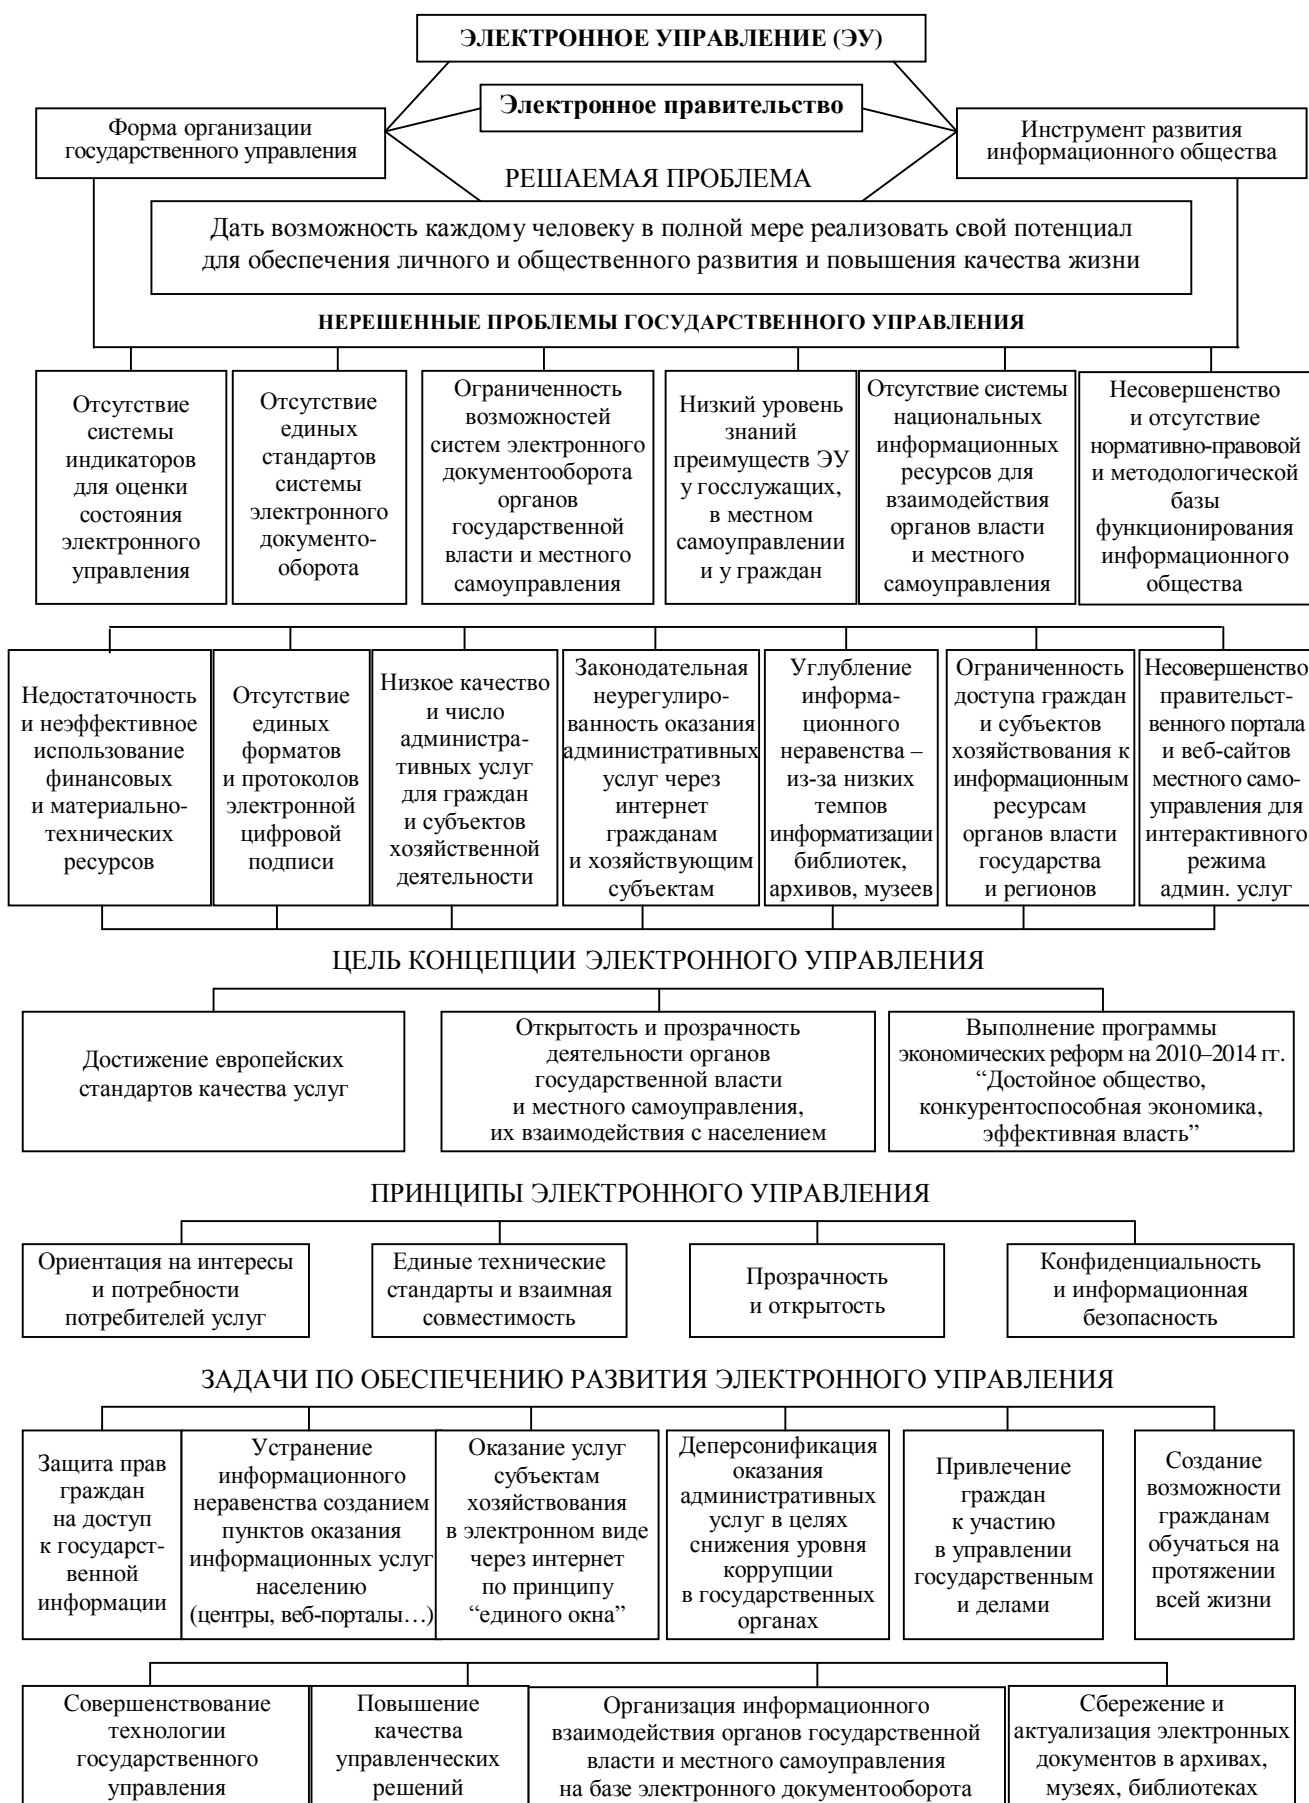 ЭЛЕКТРОННОЕ УПРАВЛЕНИЕ (ЭУ)
Электронное правительство
Форма организации
государственного управления
Инструмент развития
информационного общества
РЕШАЕМАЯ ПРОБЛЕМА
Дать возможность каждому человеку в полной мере реализовать свой потенциал
для обеспечения личного и общественного развития и повышения качества жизни
НЕРЕШЕННЫЕ ПРОБЛЕМЫ ГОСУДАРСТВЕННОГО УПРАВЛЕНИЯ
Отсутствие
системы
индикаторов
для оценки
состояния
электронного
управления
Отсутствие
единых
стандартов
системы
электронного
документо-
оборота
Ограниченность
возможностей
систем электронного
документооборота
органов
государственной
власти и местного
самоуправления
Низкий уровень
знаний
преимуществ ЭУ
у госслужащих,
в местном
самоуправлении
и у граждан
Отсутствие системы
национальных
информационных
ресурсов для
взаимодействия
органов власти
и местного
самоуправления
Несовершенство
и отсутствие
нормативно-правовой
и методологической
базы
функционирования
информационного
общества
Недостаточность
и неэффективное
использование
финансовых
и материально-
технических
ресурсов
Отсутствие
единых
форматов
и протоколов
электронной
цифровой
подписи
Низкое качество
и число
администра-
тивных услуг
для граждан
и субъектов
хозяйственной
деятельности
Законодательная
неурегулиро-
ванность оказания
административных
услуг через
интернет
гражданам
и хозяйствующим
субъектам
Углубление
информа-
ционного
неравенства –
из-за низких
темпов
информатизации
библиотек,
архивов, музеев
Ограниченность
доступа граждан
и субъектов
хозяйствования к
информационным
ресурсам
органов власти
государства
и регионов
Несовершенство
правительст-
венного портала
и веб-сайтов
местного само-
управления для
интерактивного
режима
админ. услуг
ЦЕЛЬ КОНЦЕПЦИИ ЭЛЕКТРОННОГО УПРАВЛЕНИЯ
Достижение европейских
стандартов качества услуг
Открытость и прозрачность
деятельности органов
государственной власти
и местного самоуправления,
их взаимодействия с населением
Выполнение программы
экономических реформ на 2010–2014 гг.
“Достойное общество,
конкурентоспособная экономика,
эффективная власть”
ПРИНЦИПЫ ЭЛЕКТРОННОГО УПРАВЛЕНИЯ
Ориентация на интересы
и потребности
потребителей услуг
Единые технические
стандарты и взаимная
совместимость
Прозрачность
и открытость
Конфиденциальность
и информационная
безопасность
ЗАДАЧИ ПО ОБЕСПЕЧЕНИЮ РАЗВИТИЯ ЭЛЕКТРОННОГО УПРАВЛЕНИЯ
Защита прав
граждан
на доступ
к государст-
венной
информации
Устранение
информационного
неравенства созданием
пунктов оказания
информационных услуг
населению
(центры, веб-порталы…)
Оказание услуг
субъектам
хозяйствования
в электронном виде
через интернет
по принципу
“единого окна”
Деперсонификация
оказания
административных
услуг в целях
снижения уровня
коррупции
в государственных
органах
Привлечение
граждан
к участию
в управлении
государственным
и делами
Создание
возможности
гражданам
обучаться на
протяжении
всей жизни
Совершенствование
технологии
государственного
управления
Повышение
качества
управленческих
решений
Организация информационного
взаимодействия органов государственной
власти и местного самоуправления
на базе электронного документооборота
Сбережение и
актуализация электронных
документов в архивах,
музеях, библиотеках